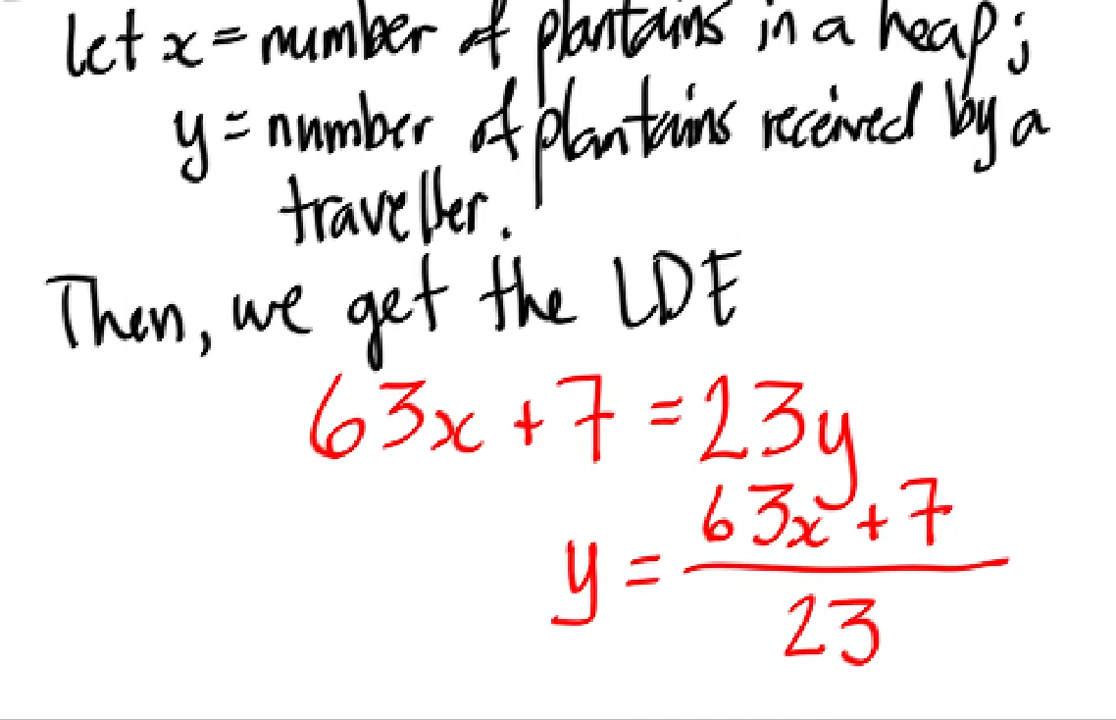 Let x = number of plantains in a heap;
y = number of plantains received by a
traveller.
Then, we get the LDE
63x + 7 = 23y
y = \frac{63x + 7}{23}